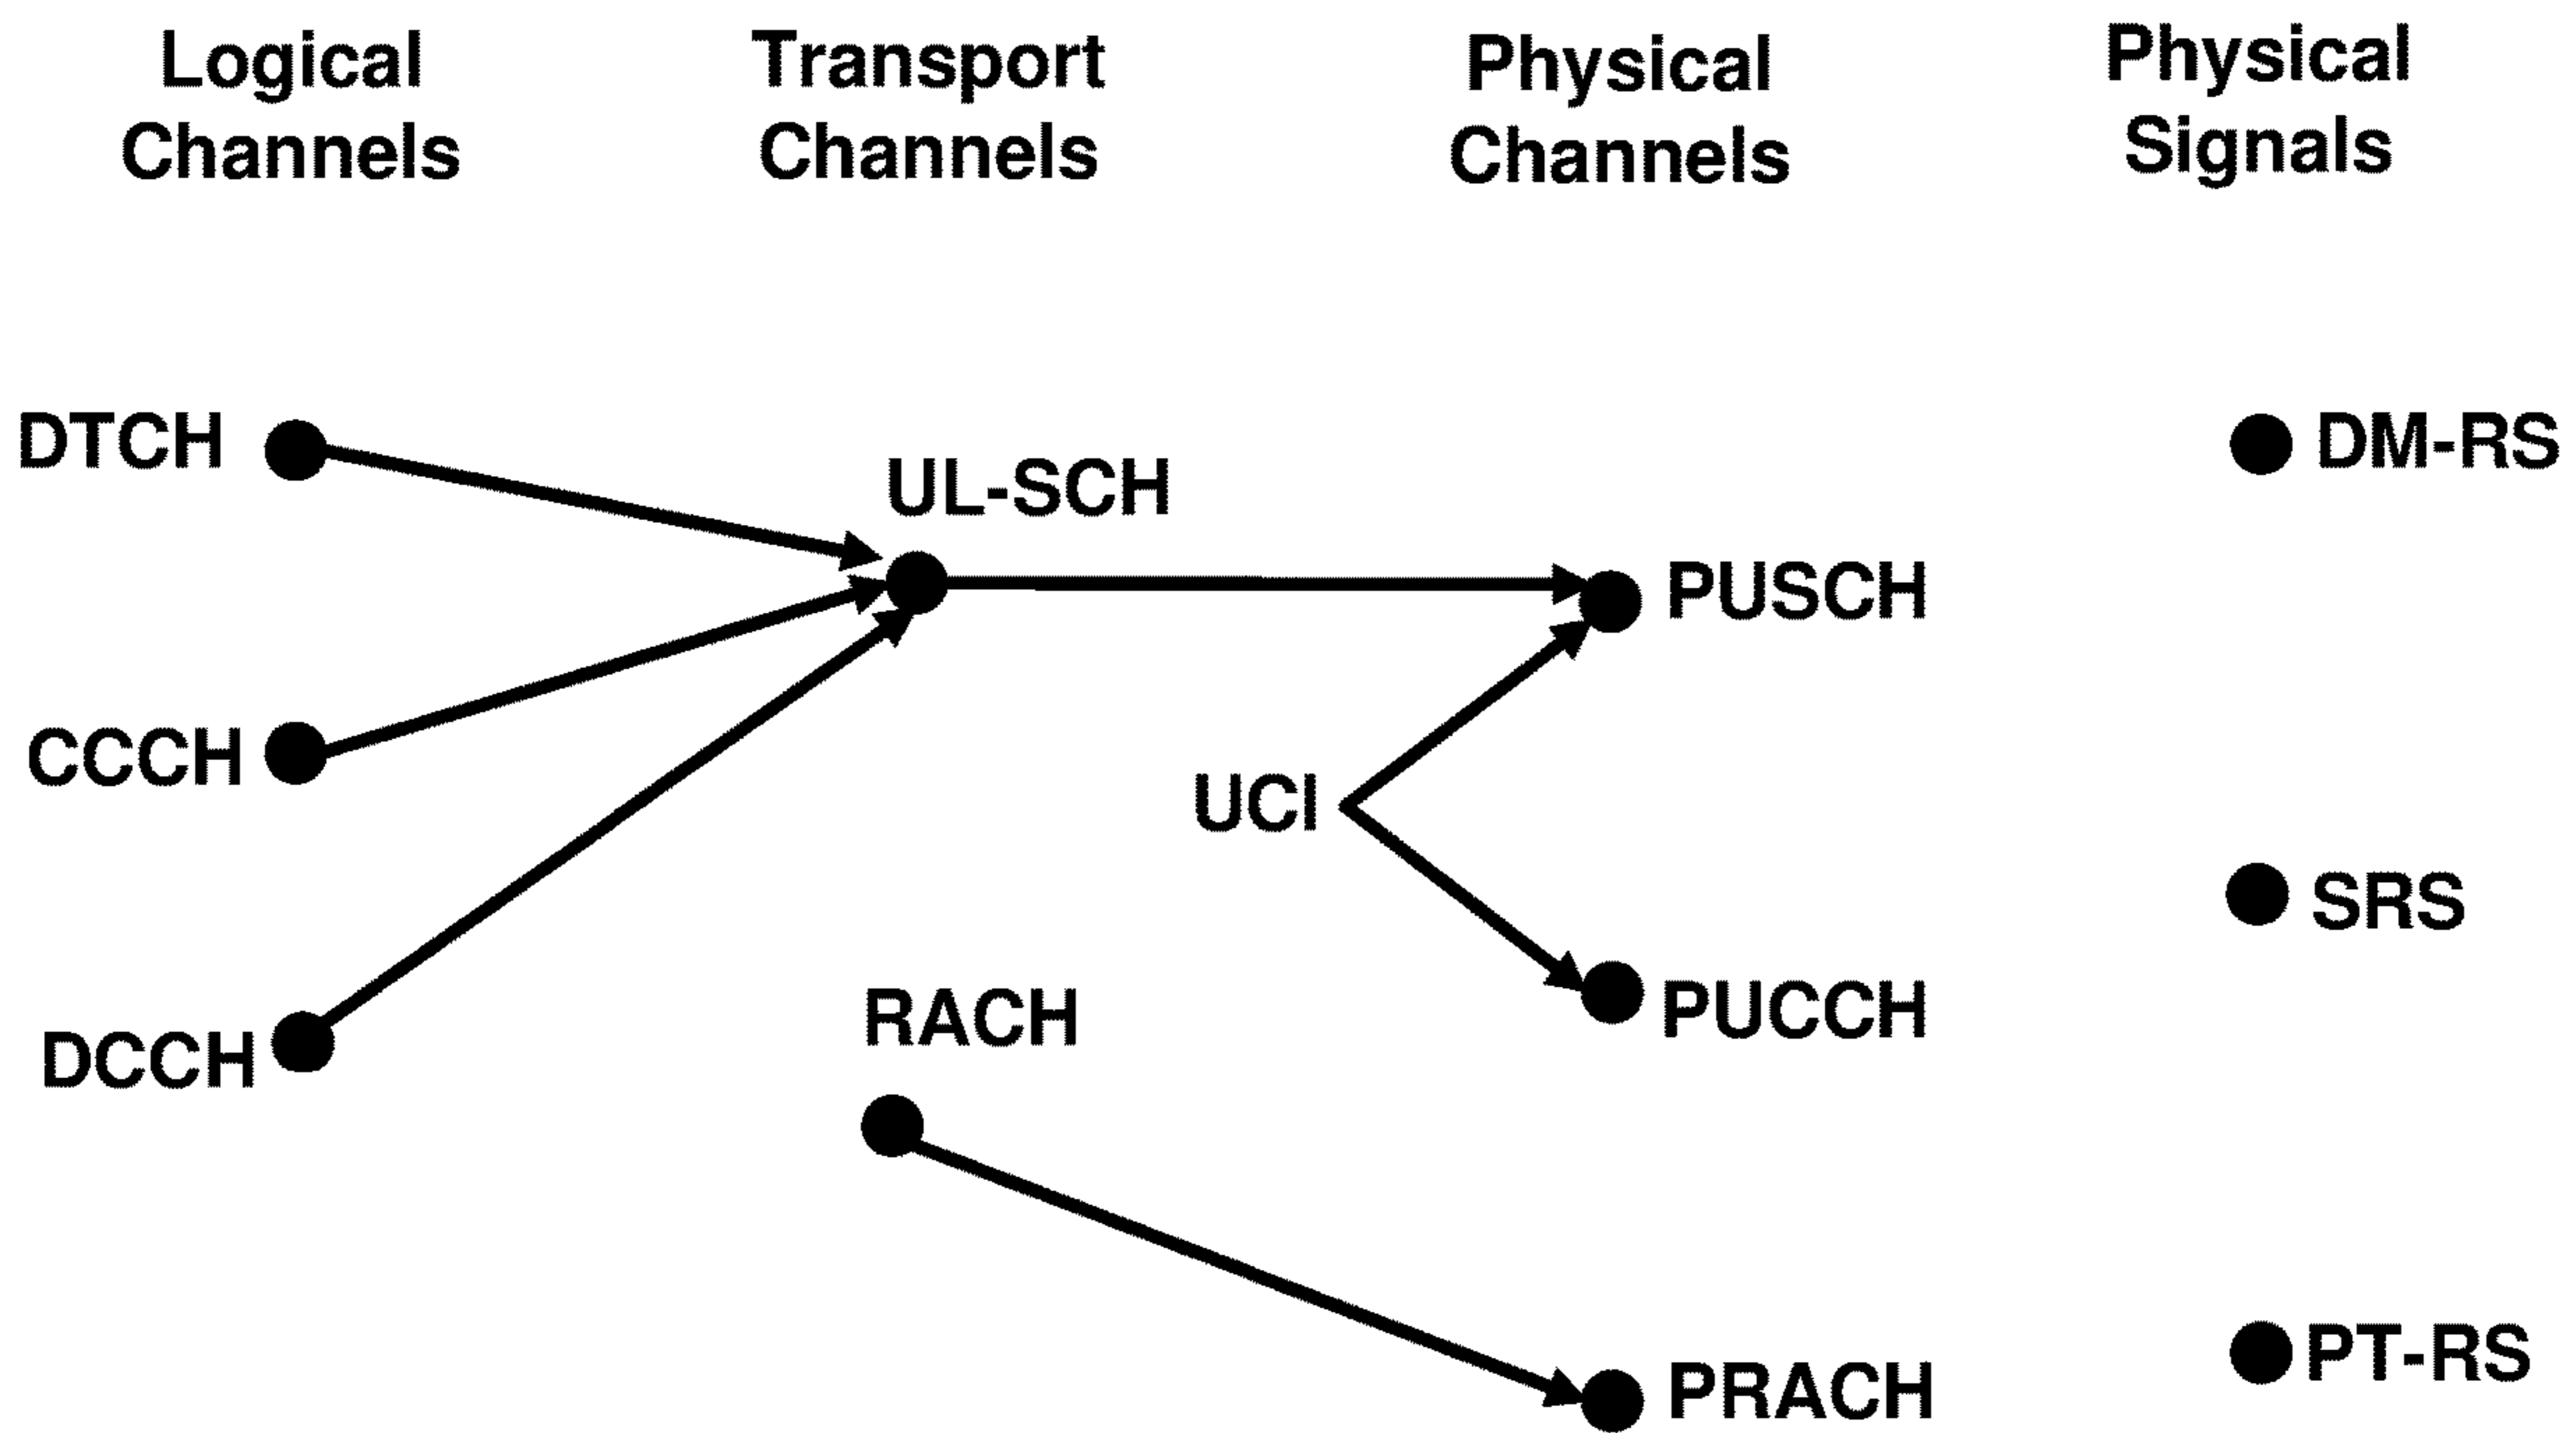 Logical
Channels
Transport
Channels
Physical
Channels
Physical
Signals
DTCH
UL-SCH
DM-RS
PUSCH
CCCH
UCI
SRS
DCCH
RACH
PUCCH
PRACH
PT-RS